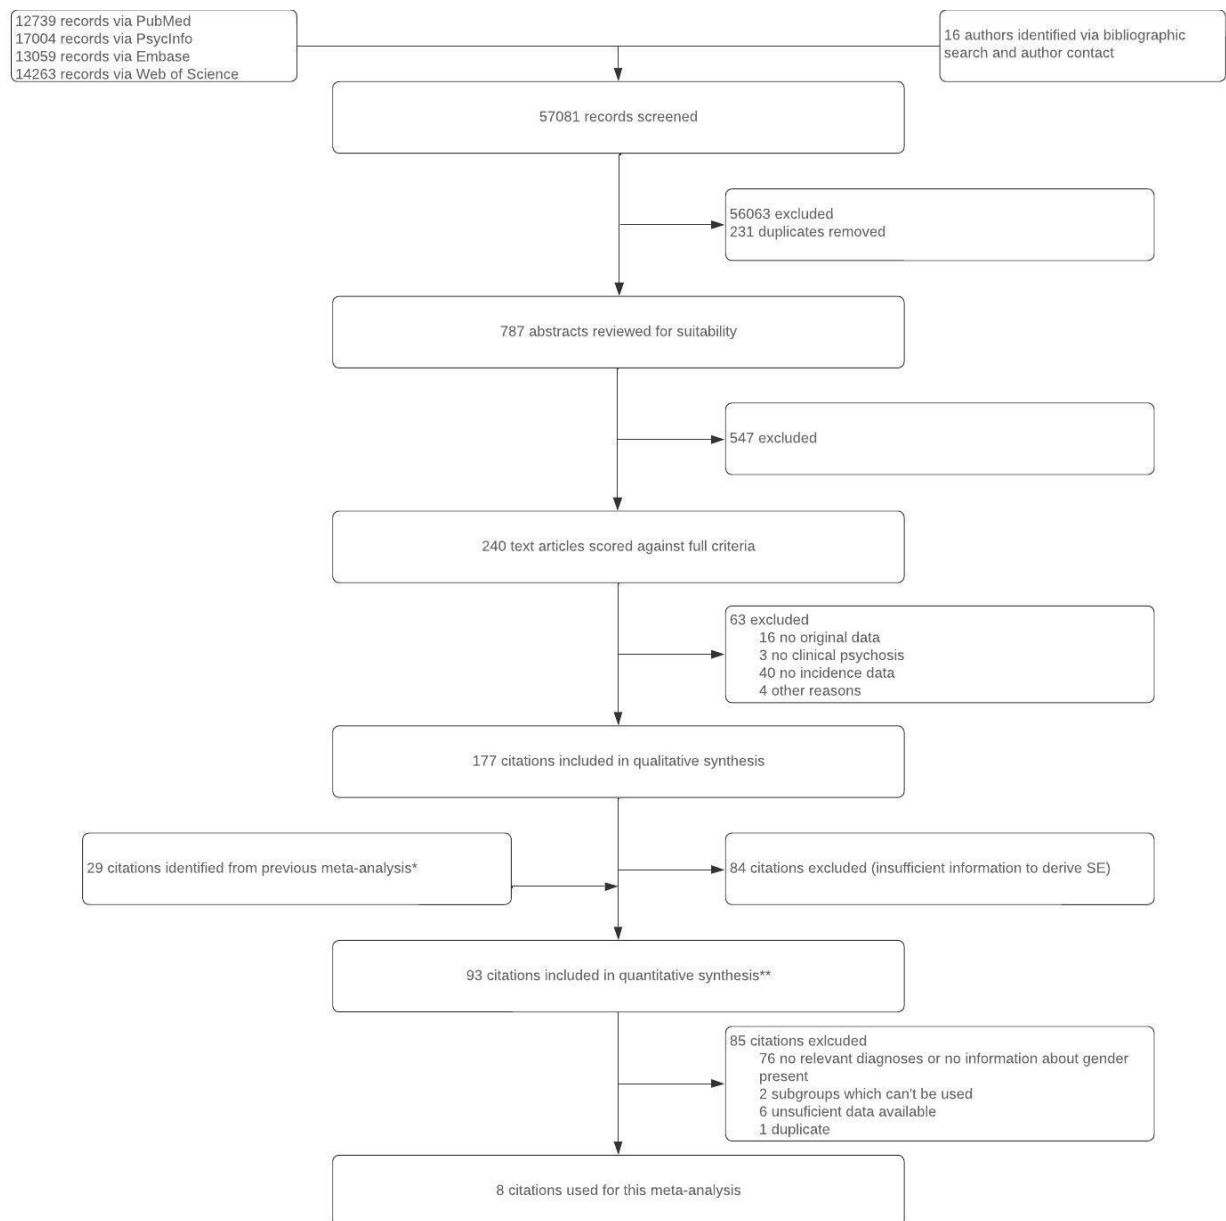 12739 records via PubMed
17004 records via PsycInfo
13059 records via Embase
14263 records via Web of Science
16 authors identified via bibliographic
search and author contact
57081 records screened
56063 excluded
231 duplicates removed
787 abstracts reviewed for suitability
547 excluded
240 text articles scored against full criteria
63 excluded
16 no original data
3 no clinical psychosis
40 no incidence data
4 other reasons
177 citations included in qualitative synthesis
29 citations identified from previous meta-analysis*
84 citations excluded (insufficient information to derive SE)
93 citations included in quantitative synthesis**
85 citations exlcuded
76 no relevant diagnoses or no information about gender
present
2 subgroups which can't be used
6 unsuficient data available
1 duplicate
8 citations used for this meta-analysis